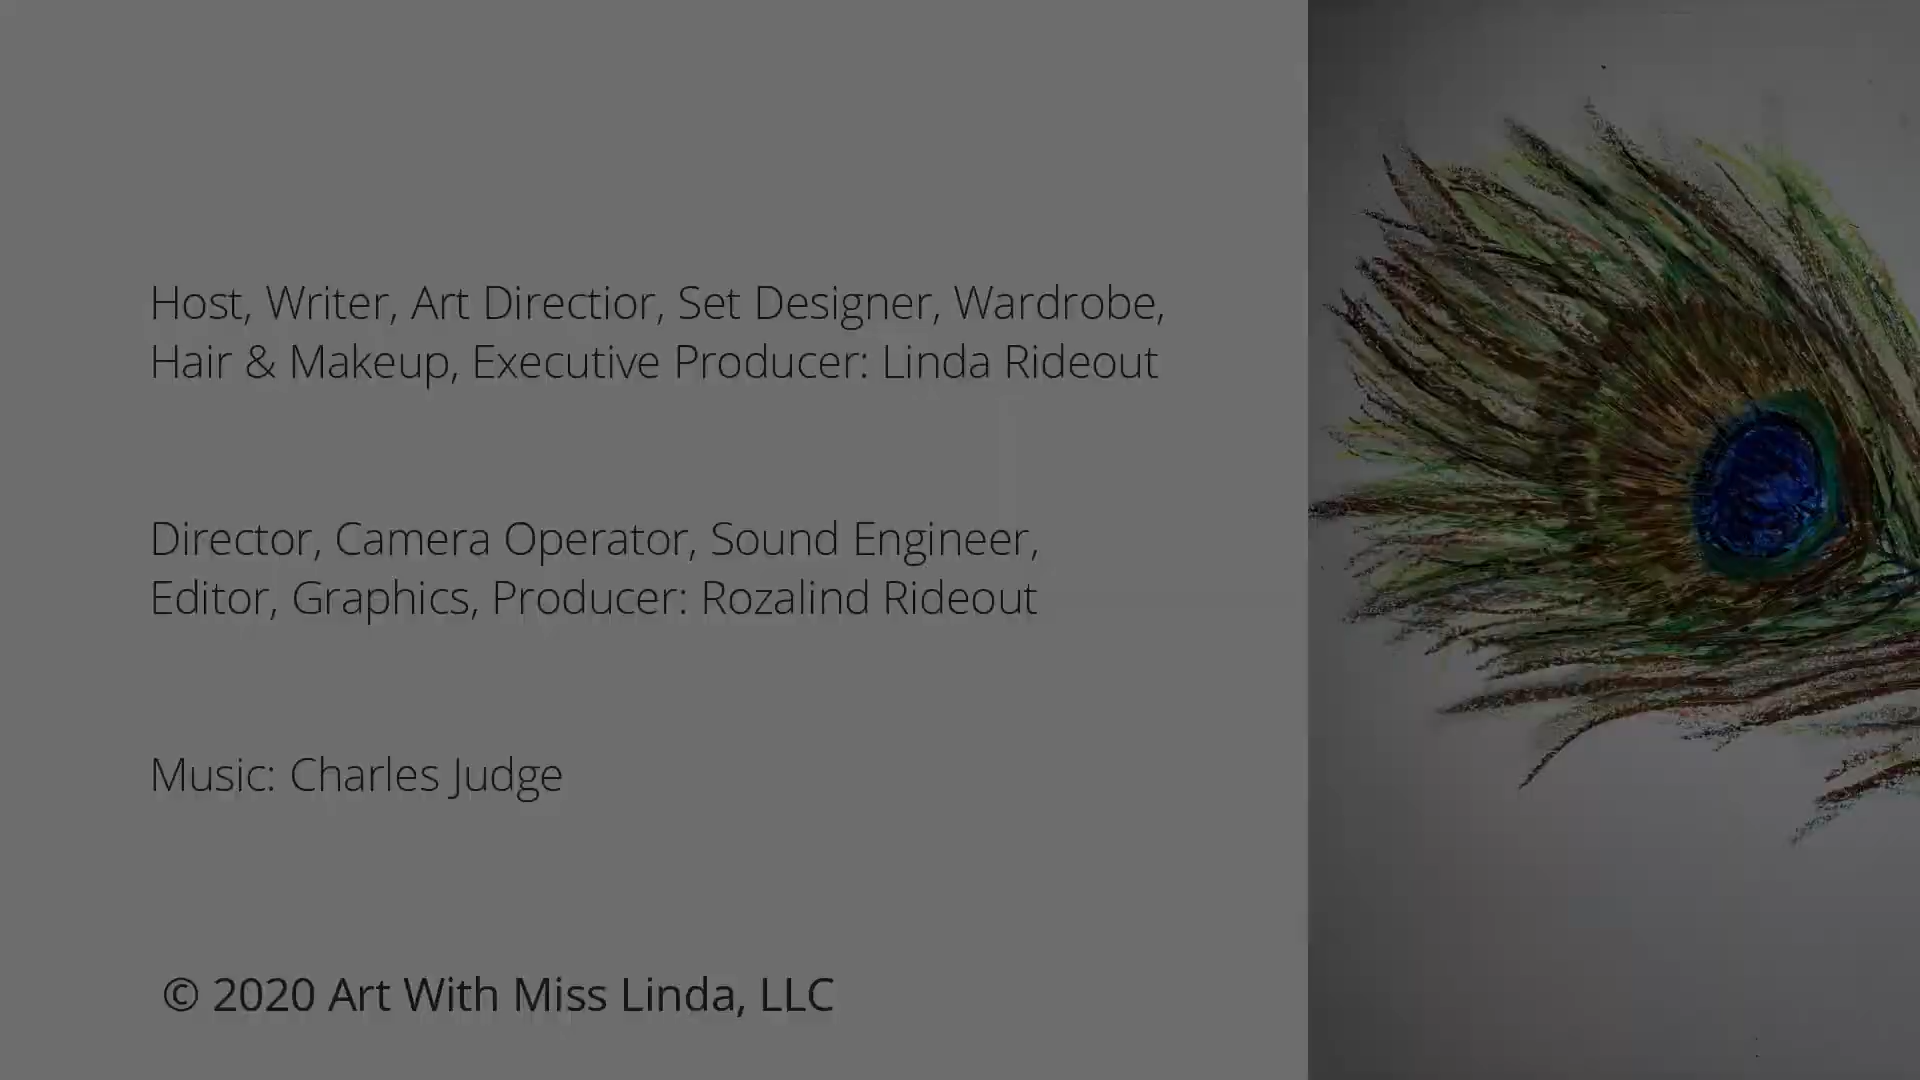 Host, Writer, Art Directior, Set Designer, Wardrobe,
Hair & Makeup, Executive Producer: Linda Rideout
Director, Camera Operator, Sound Engineer,
Editor, Graphics, Producer: Rozalind Rideout
Music: Charles Judge
© 2020 Art With Miss Linda, LLC